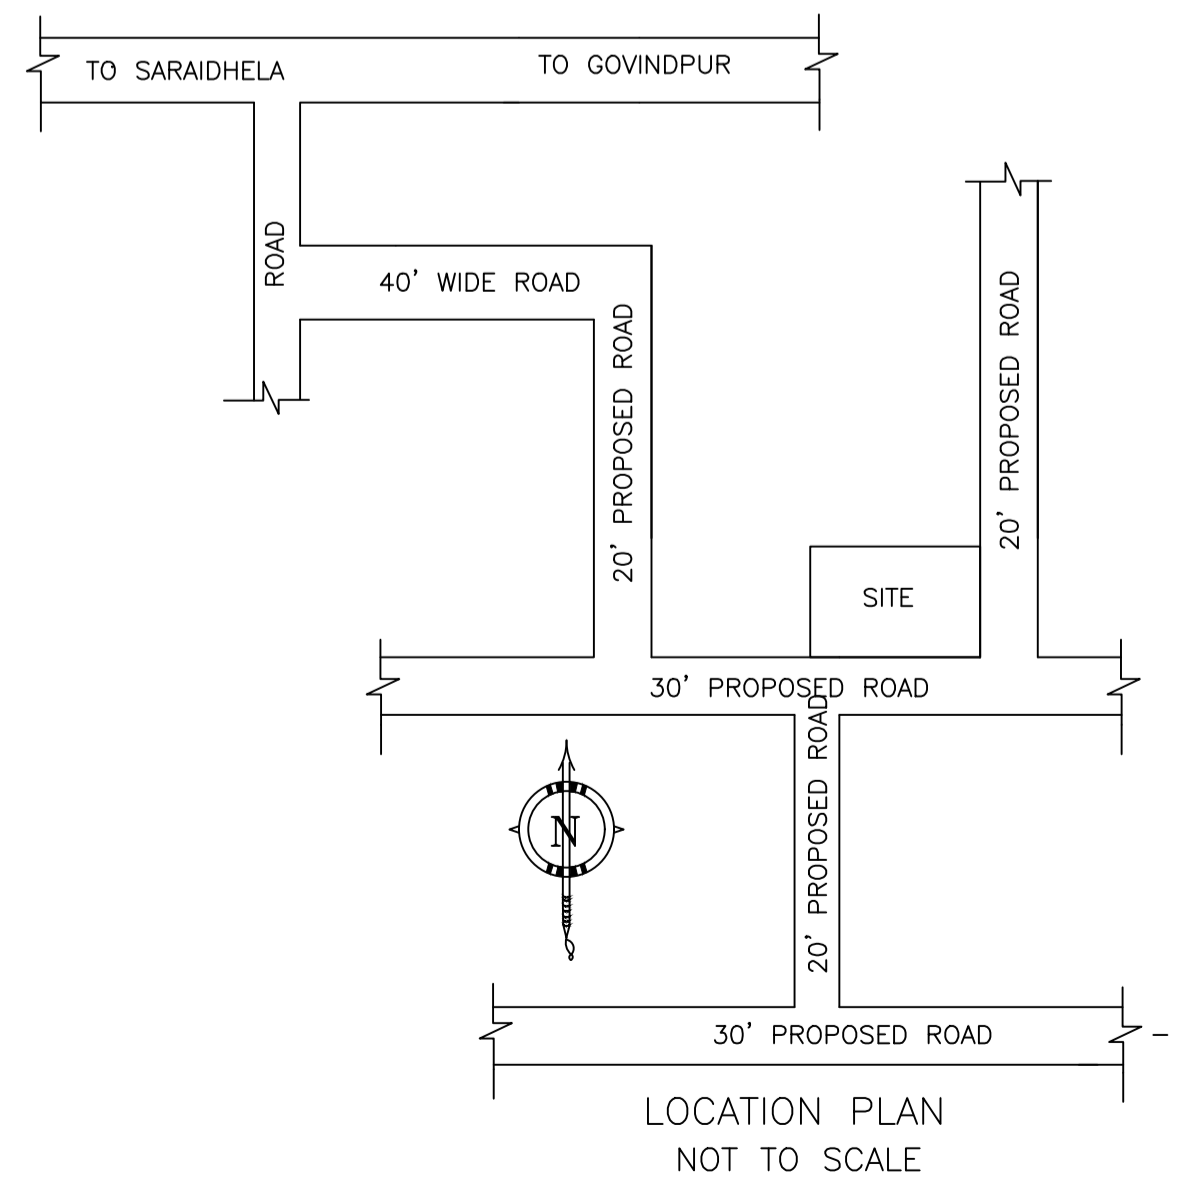 TO SARAIDHELA
TO GOVINDPUR
ROAD
40' WIDE ROAD
20' PROPOSED ROAD
20' PROPOSED ROAD
SITE
30' PROPOSED ROAD
20' PROPOSED ROAD
N
30' PROPOSED ROAD
LOCATION PLAN
NOT TO SCALE